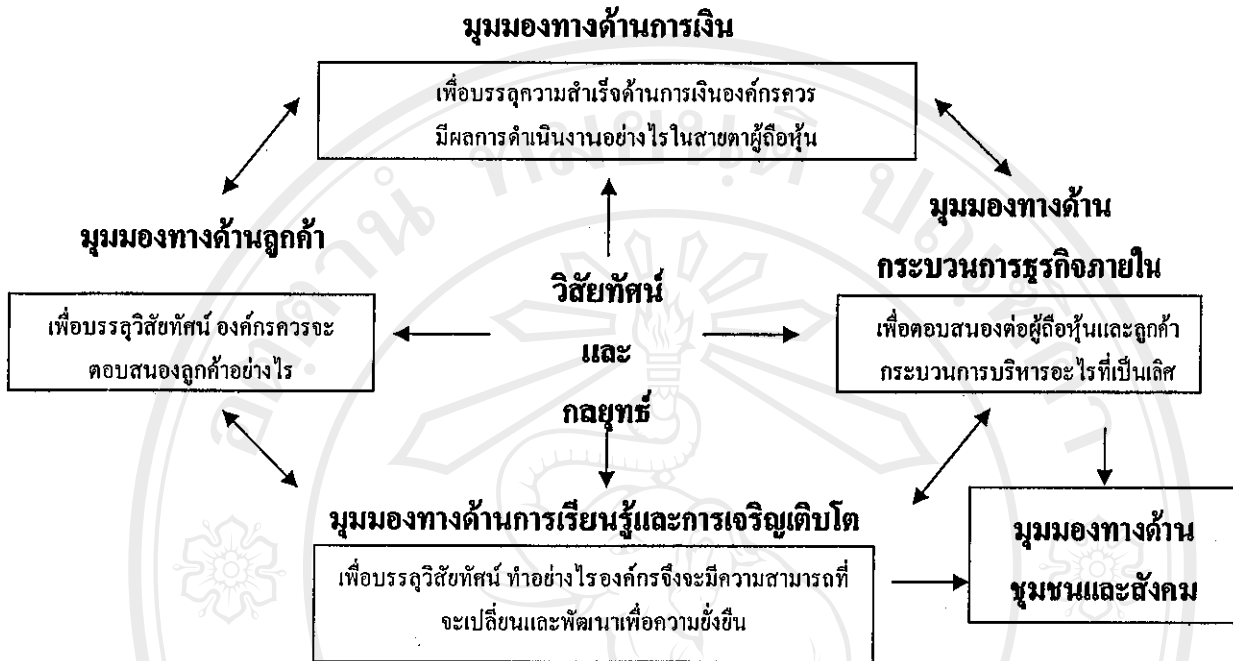 มุมมองทางด้านการเงิน
เพื่อบรรลุความสำเร็จด้านการเงินองค์กรควร
มีผลการดำเนินงานอย่างไรในสายตาผู้ถือหุ้น
มุมมองทางด้านลูกค้า
เพื่อบรรลุวิสัยทัศน์ องค์กรควรจะ
ตอบสนองลูกค้าอย่างไร
วิสัยทัศน์
และ
กลยุทธ์
มุมมองทางด้าน
กระบวนการธุรกิจภายใน
เพื่อตอบสนองต่อผู้ถือหุ้นและลูกค้า
กระบวนการบริหารอะไรที่เป็นเลิศ
มุมมองทางด้านการเรียนรู้และการเจริญเติบโต
เพื่อบรรลุวิสัยทัศน์ ทำอย่างไรองค์กรจึงจะมีความสามารถที่
จะเปลี่ยนและพัฒนาเพื่อความยั่งยืน
มุมมองทางด้าน
ชุมชนและสังคม
อตฺตานํ ทมยนฺติ ปณฺฑิตา